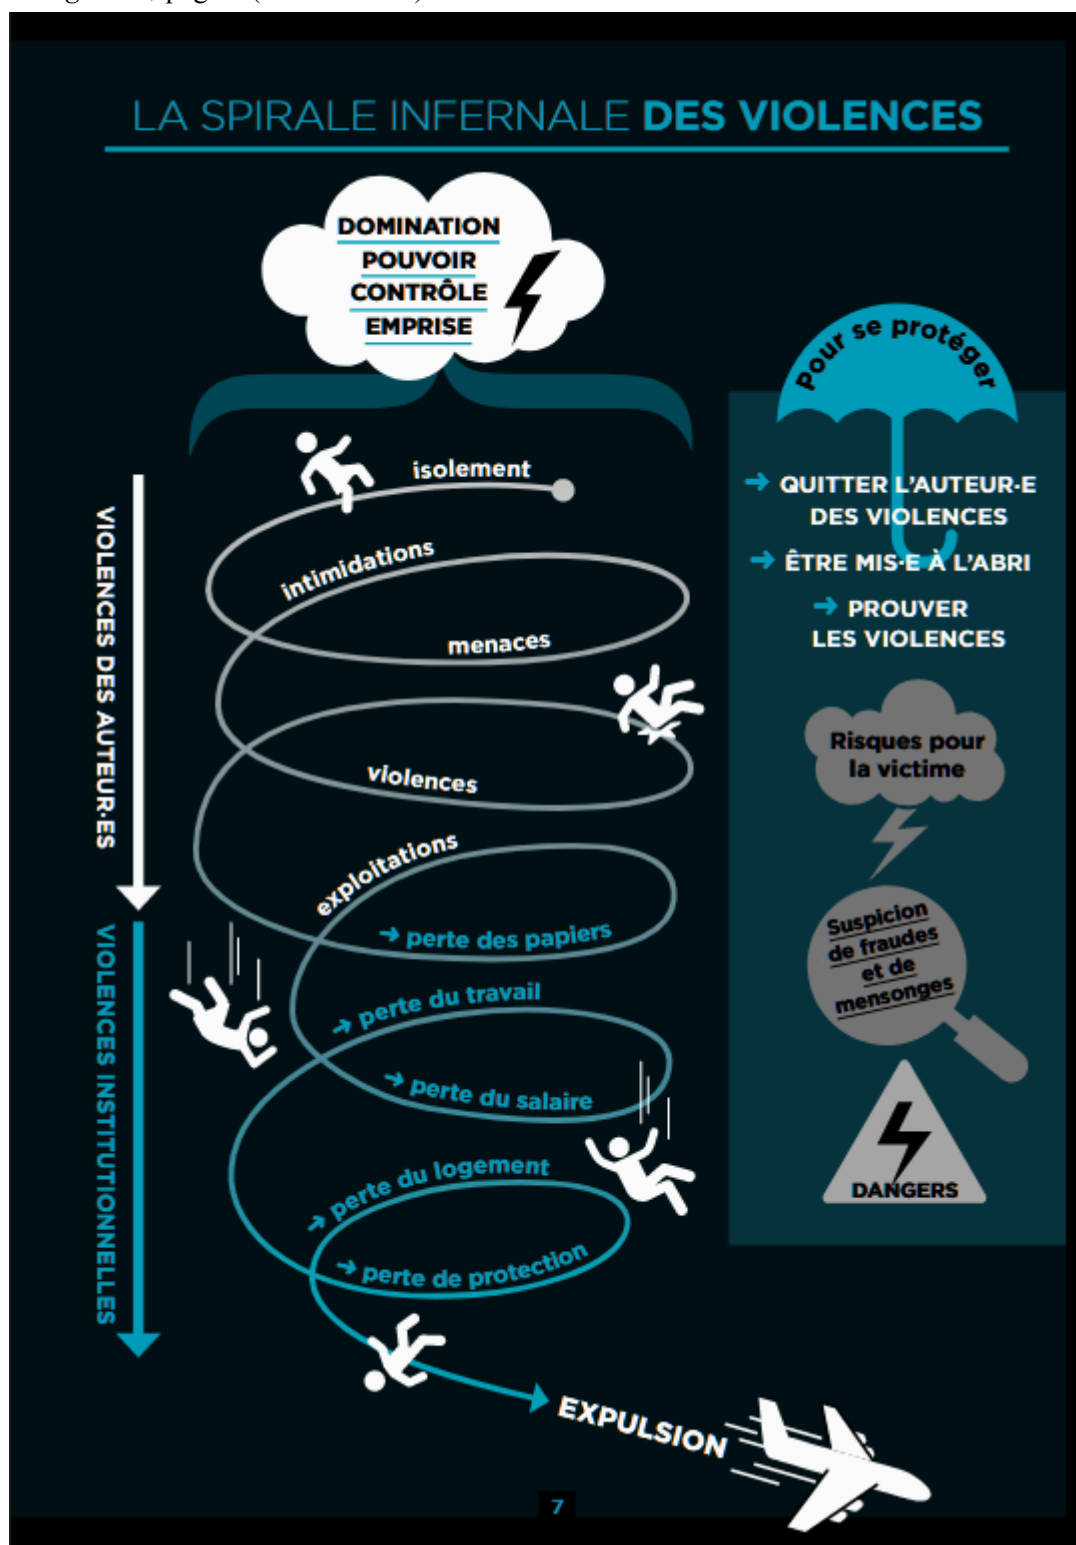 LA SPIRALE INFERNALE DES VIOLENCES
DOMINATION
POUVOIR
CONTRÔLE
EMPRISE
VIOLENCES DES AUTEUR·ES
VIOLENCES INSTITUTIONNELLES
isolement
intimidations
menaces
violences
exploitations
➜ perte des papiers
➜ perte du travail
➜ perte du salaire
➜ perte du logement
➜ perte de protection
EXPULSION
Pour se protéger
➜ QUITTER L'AUTEUR·E
DES VIOLENCES
➜ ÊTRE MIS·E À L'ABRI
➜ PROUVER
LES VIOLENCES
Risques pour
la victime
Suspicion
de fraudes
et de
mensonges
DANGERS
7